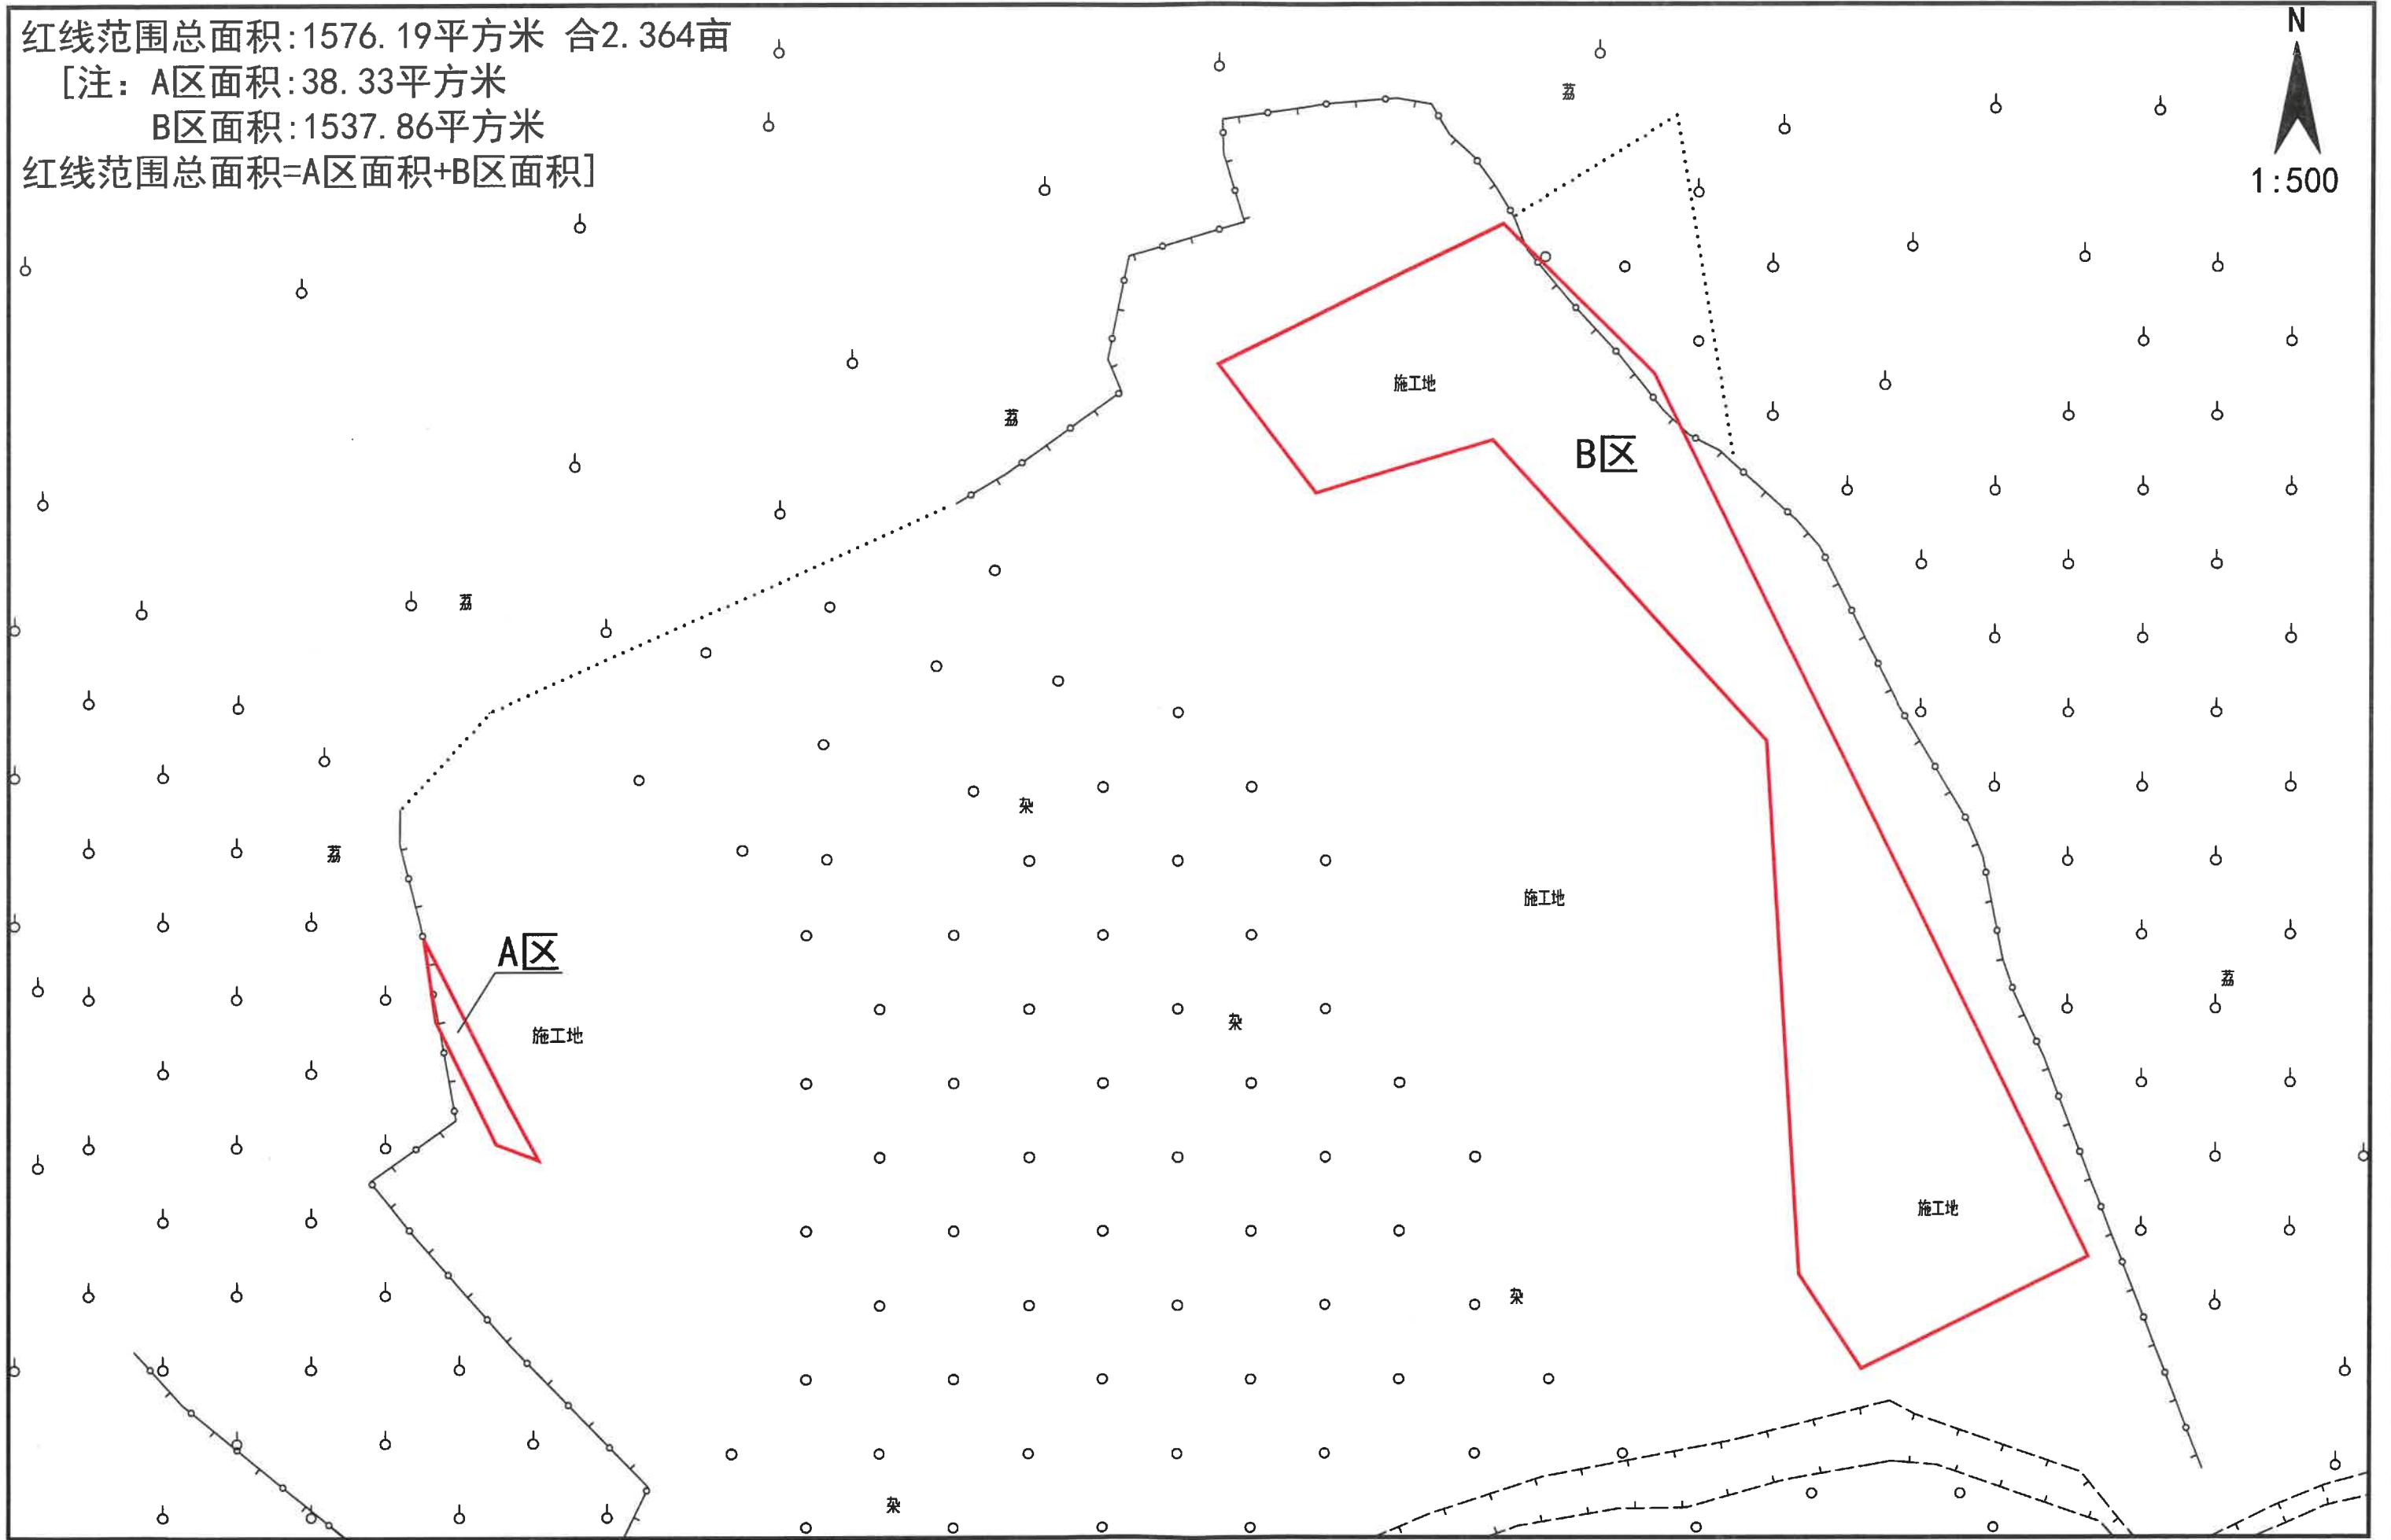 红线范围总面积:1576.19平方米 合2.364亩
[注：A区面积:38.33平方米
B区面积:1537.86平方米
红线范围总面积=A区面积+B区面积]
N
1:500
荔
施工地
荔
B区
荔
杂
荔
施工地
A区
荔
杂
施工地
施工地
杂
杂